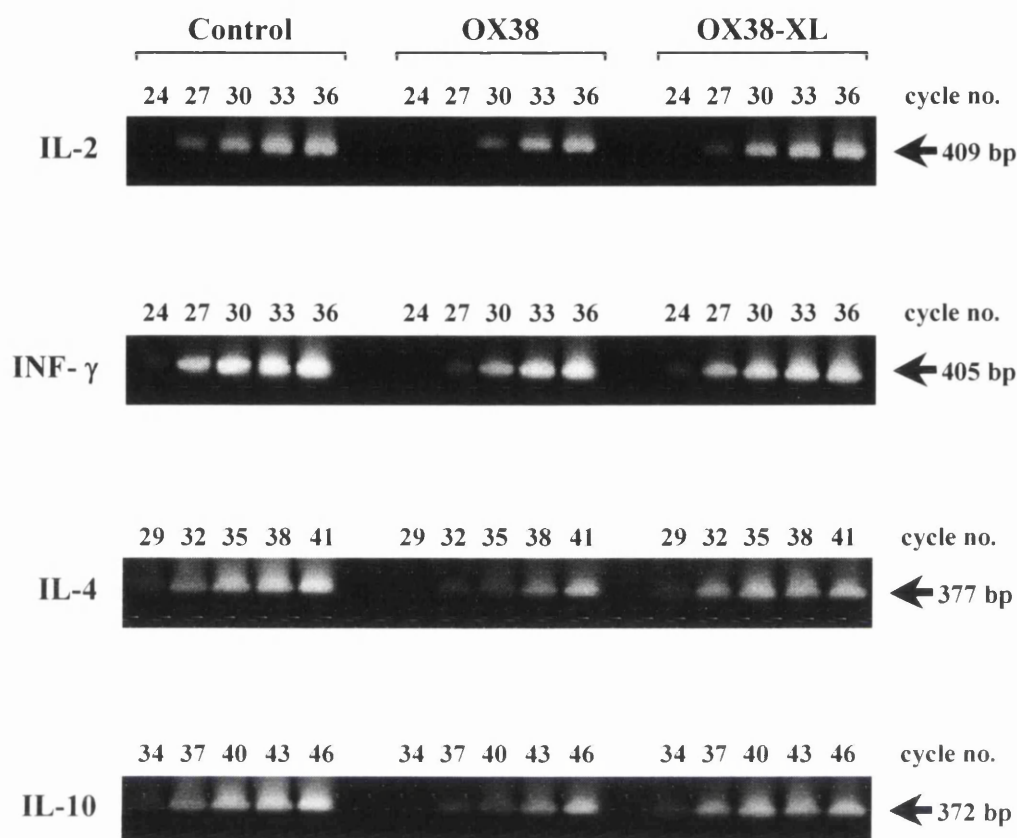 Control OX38 OX38-XL
24 27 30 33 36 24 27 30 33 36 24 27 30 33 36 cycle no.
IL-2 409 bp
24 27 30 33 36 24 27 30 33 36 24 27 30 33 36 cycle no.
INF- γ 405 bp
29 32 35 38 41 29 32 35 38 41 29 32 35 38 41 cycle no.
IL-4 377 bp
34 37 40 43 46 34 37 40 43 46 34 37 40 43 46 cycle no.
IL-10 372 bp